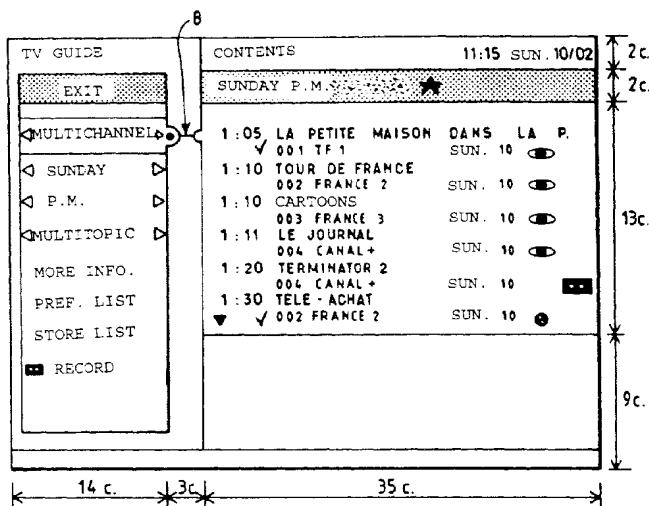 8
TV GUIDE
CONTENTS 11:15 SUN. 10/02
2c.
EXIT
SUNDAY P.M.
2c.
MULTICHANNEL
SUNDAY
P.M.
MULTITOPIC
MORE INFO.
PREF. LIST
STORE LIST
RECORD
1:05 LA PETITE MAISON DANS LA P.
001 TF1 SUN. 10
1:10 TOUR DE FRANCE
002 FRANCE 2 SUN. 10
1:10 CARTOONS
003 FRANCE 3 SUN. 10
1:11 LE JOURNAL
004 CANAL+ SUN. 10
1:20 TERMINATOR 2
004 CANAL+ SUN. 10
1:30 TELE-ACHAT
002 FRANCE 2 SUN. 10
13c.
9c.
14 c. 3c 35 c.